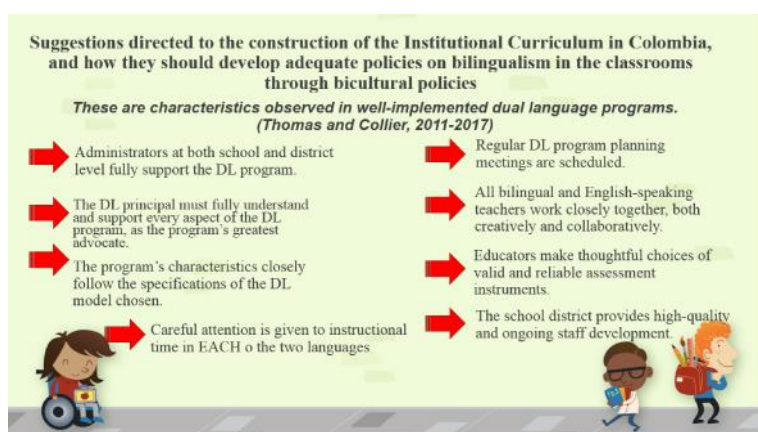 Suggestions directed to the construction of the Institutional Curriculum in Colombia,
and how they should develop adequate policies on bilingualism in the classrooms
through bicultural policies
These are characteristics observed in well-implemented dual language programs.
(Thomas and Collier, 2011-2017)
Administrators at both school and district
level fully support the DL program.
The DL principal must fully understand
and support every aspect of the DL
program, as the program's greatest
advocate.
The program's characteristics closely
follow the specifications of the DL
model chosen.
Careful attention is given to instructional
time in EACH o the two languages
Regular DL program planning
meetings are scheduled.
All bilingual and English-speaking
teachers work closely together, both
creatively and collaboratively.
Educators make thoughtful choices of
valid and reliable assessment
instruments.
The school district provides high-quality
and ongoing staff development.